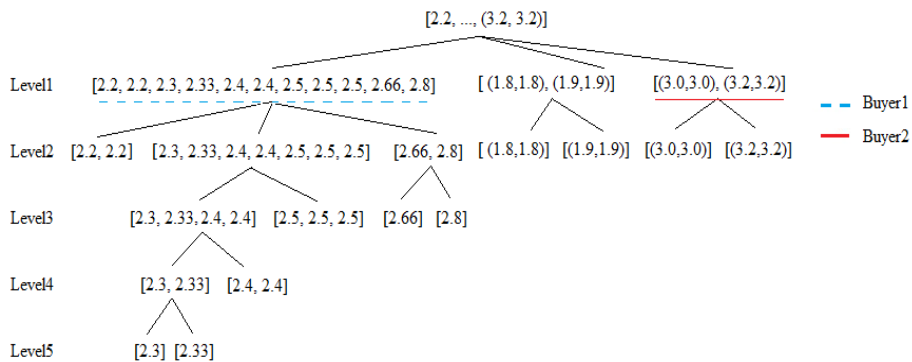 [2.2, ..., (3.2, 3.2)]
Level1 [2.2, 2.2, 2.3, 2.33, 2.4, 2.4, 2.5, 2.5, 2.5, 2.66, 2.8] [ (1.8,1.8), (1.9,1.9)] [(3.0,3.0), (3.2,3.2)]
Buyer1
Buyer2
Level2 [2.2, 2.2] [2.3, 2.33, 2.4, 2.4, 2.5, 2.5, 2.5] [2.66, 2.8] [ (1.8,1.8)] [(1.9,1.9)] [(3.0,3.0)] [(3.2,3.2)]
Level3 [2.3, 2.33, 2.4, 2.4] [2.5, 2.5, 2.5] [2.66] [2.8]
Level4 [2.3, 2.33] [2.4, 2.4]
Level5 [2.3] [2.33]